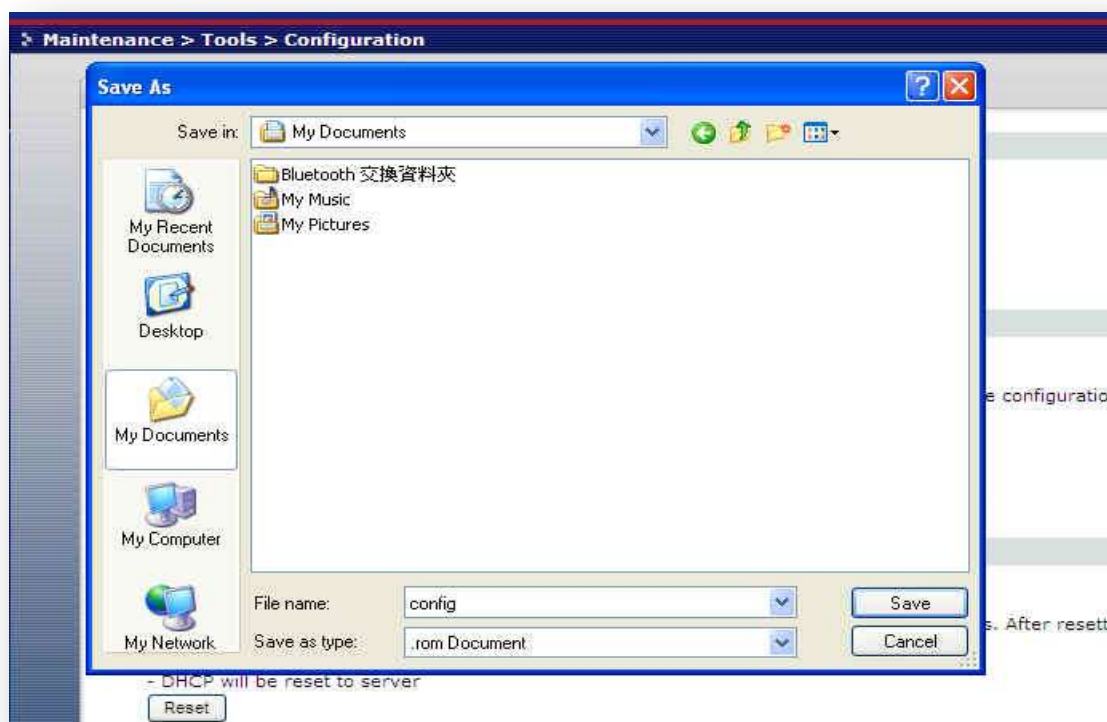 Maintenance > Tools > Configuration
Save As
Save in:
My Documents
My Recent
Documents
Desktop
My Documents
My Computer
My Network
Bluetooth 交換資料夾
My Music
My Pictures
e configuratio
File name:
config
Save
s. After resett
Save as type:
.rom Document
Cancel
- DHCP will be reset to server
Reset